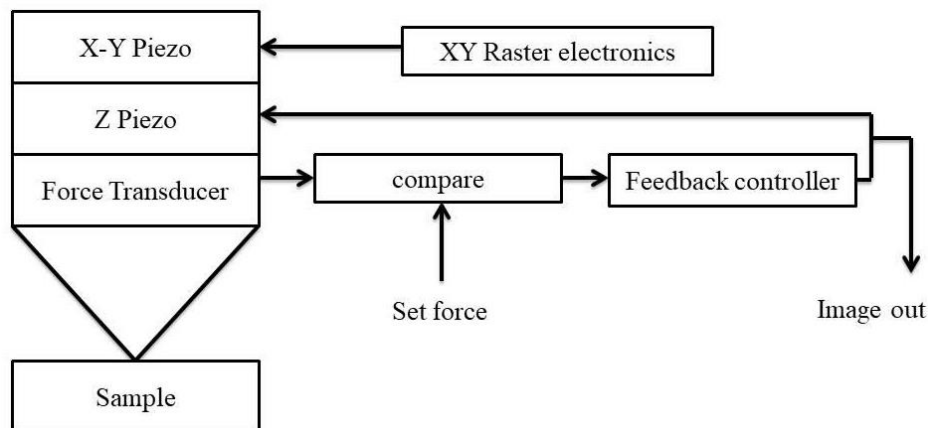 X-Y Piezo
XY Raster electronics
Z Piezo
Force Transducer
compare
Feedback controller
Set force
Image out
Sample